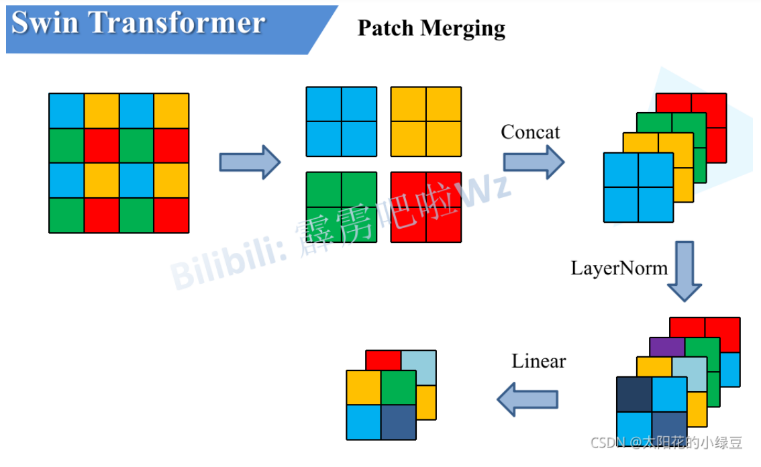 Swin Transformer
Patch Merging
Concat
Bilibili: 霹雳吧啦Wz
LayerNorm
Linear
CSDN @太阳花的小绿豆